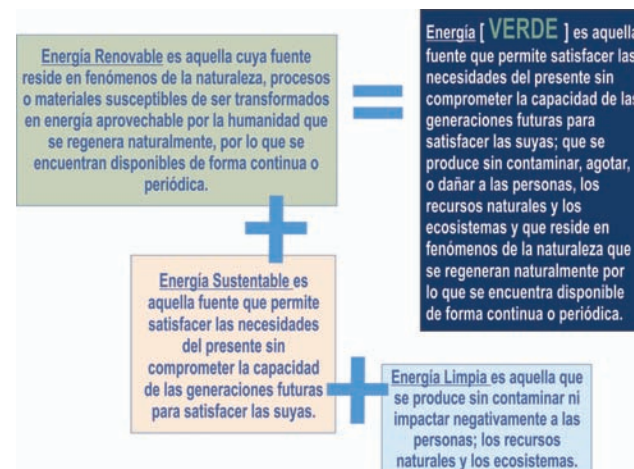 Energía Renovable es aquella cuya fuente
reside en fenómenos de la naturaleza, procesos
o materiales susceptibles de ser transformados
en energía aprovechable por la humanidad que
se regenera naturalmente, por lo que se
encuentran disponibles de forma continua o
periódica.
Energía Sustentable es
aquella fuente que permite
satisfacer las necesidades
del presente sin
comprometer la capacidad
de las generaciones futuras
para satisfacer las suyas.
Energía Limpia es aquella que
se produce sin contaminar ni
impactar negativamente a las
personas; los recursos
naturales y los ecosistemas.
Energía [ VERDE ] es aquella
fuente que permite satisfacer las
necesidades del presente sin
comprometer la capacidad de las
generaciones futuras para
satisfacer las suyas; que se
produce sin contaminar, agotar,
o dañar a las personas, los
recursos naturales y los
ecosistemas y que reside en
fenómenos de la naturaleza que
se regeneran naturalmente por
lo que se encuentra disponible
de forma continua o periódica.